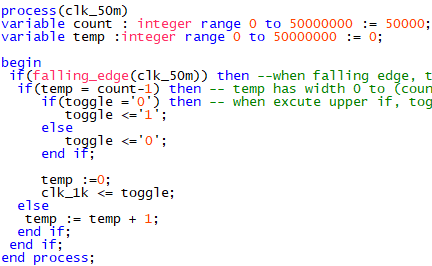 process(clk_50m)
variable count : integer range 0 to 50000000 := 50000;
variable temp :integer range 0 to 50000000 := 0;

begin
 if(falling_edge(clk_50m)) then --when falling edge, t
  if(temp = count-1) then -- temp has width 0 to (coun
     if(toggle ='0') then -- when excute upper if, tog
        toggle <='1';
     else
        toggle <='0';
     end if;

     temp :=0;
     clk_1k <= toggle;
  else
   temp := temp + 1;
  end if;
 end if;
end process;